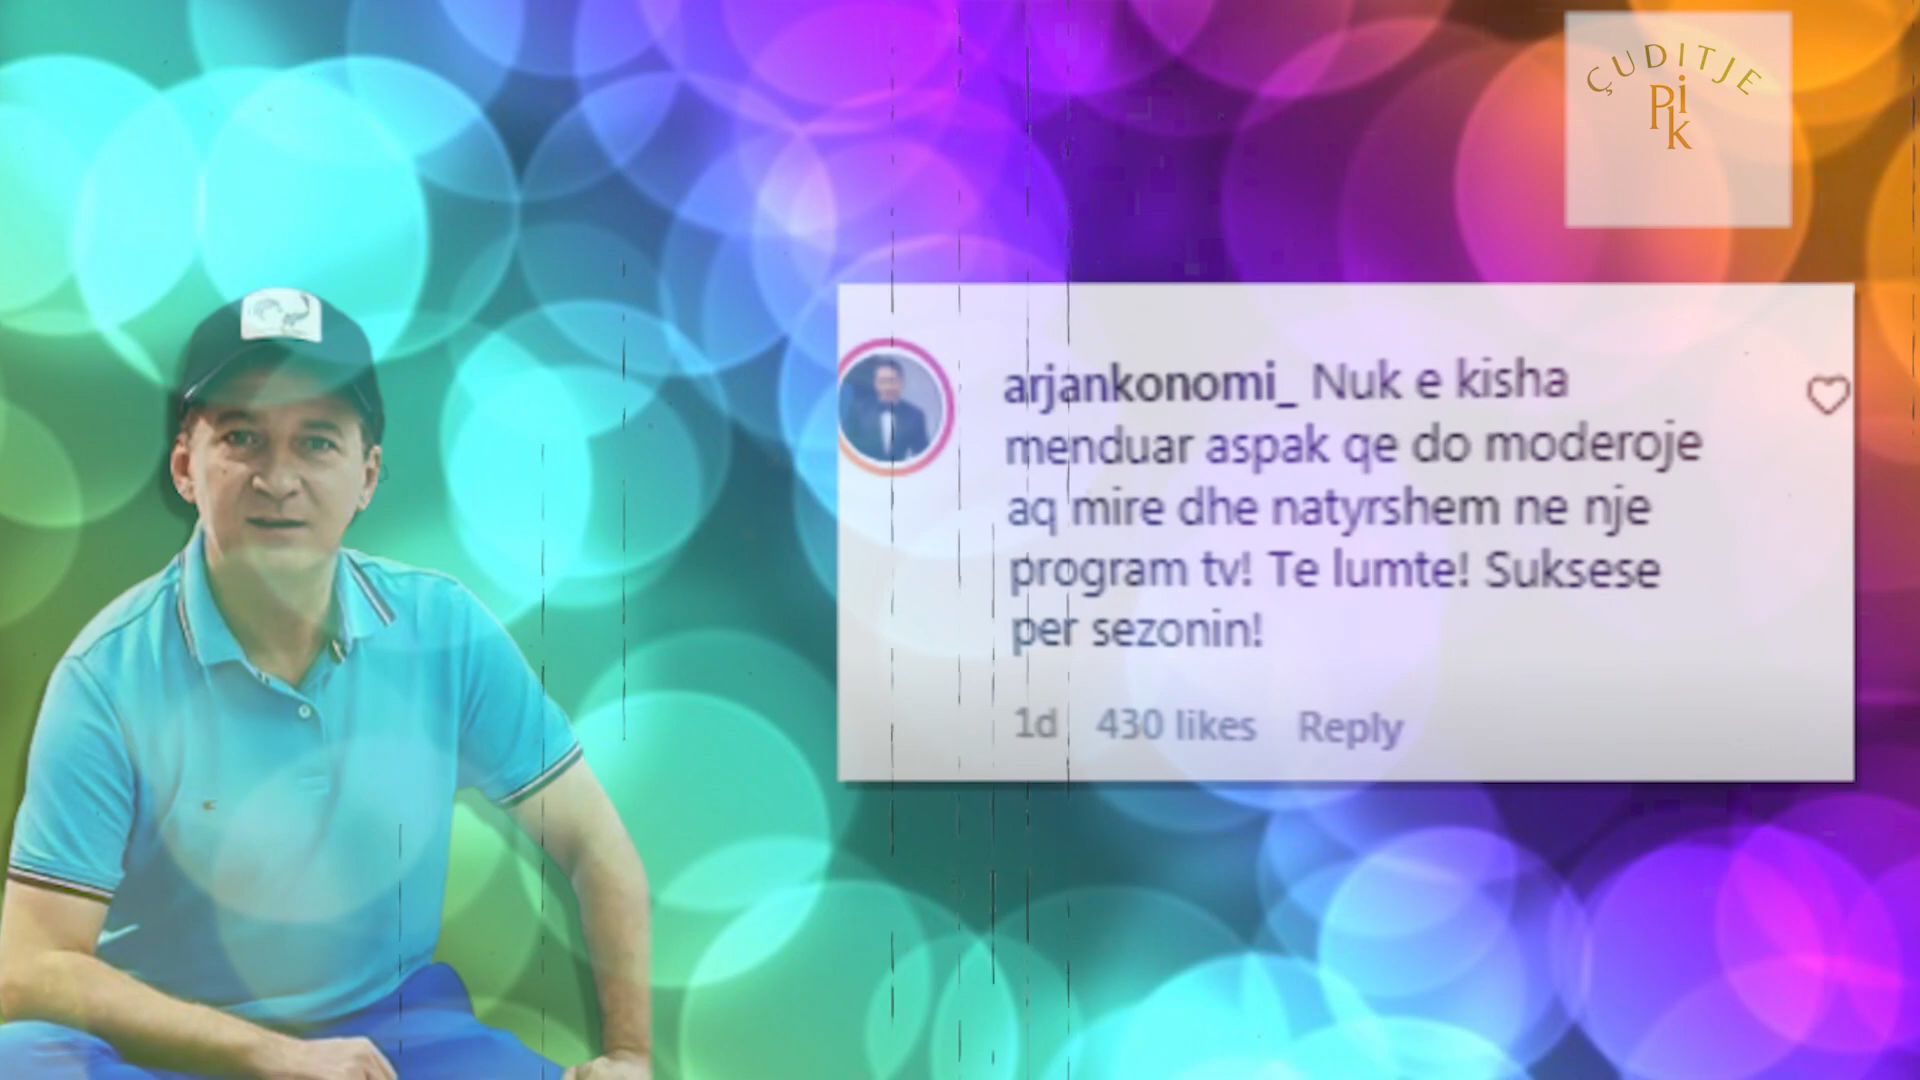 ÇUDITJE
Pik
arjankonomi_ Nuk e kisha
menduar aspak qe do moderoje
aq mire dhe natyrshem ne nje
program tv! Te lumte! Suksese
per sezonin!
1d 430 likes Reply